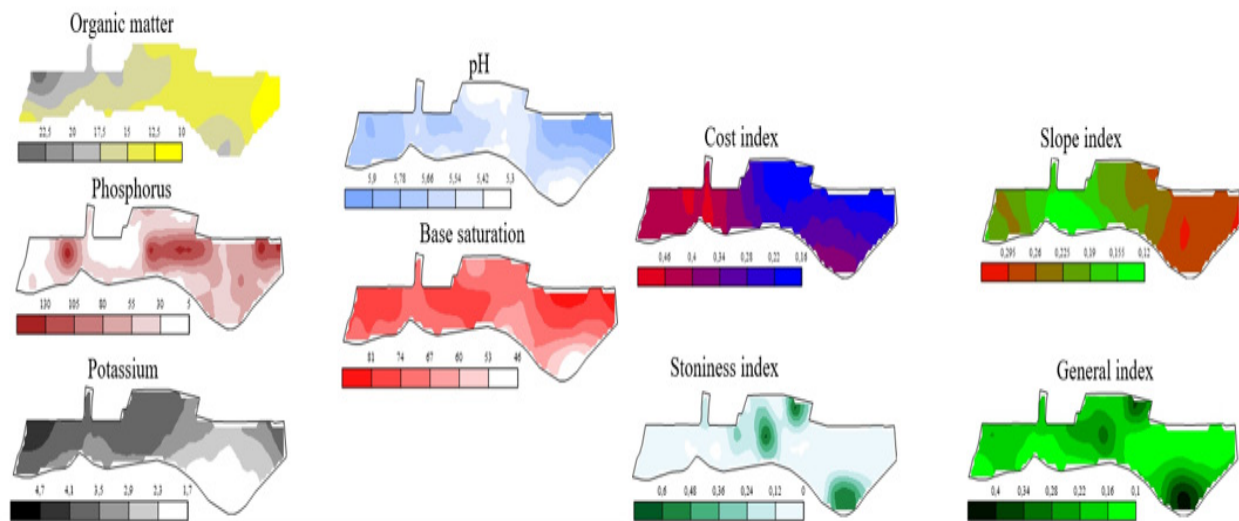 Organic matter
22,5 20 17,5 15 12,5 10
Phosphorus
130 105 80 55 30 5
Potassium
4,7 4,1 3,5 2,9 2,3 1,7
pH
5,9 5,78 5,66 5,54 5,42 5,3
Base saturation
81 74 67 60 53 46
Cost index
0,46 0,4 0,34 0,28 0,22 0,16
Stoniness index
0,6 0,48 0,36 0,24 0,12 0
Slope index
0,295 0,26 0,225 0,19 0,155 0,12
General index
0,4 0,34 0,28 0,22 0,16 0,1